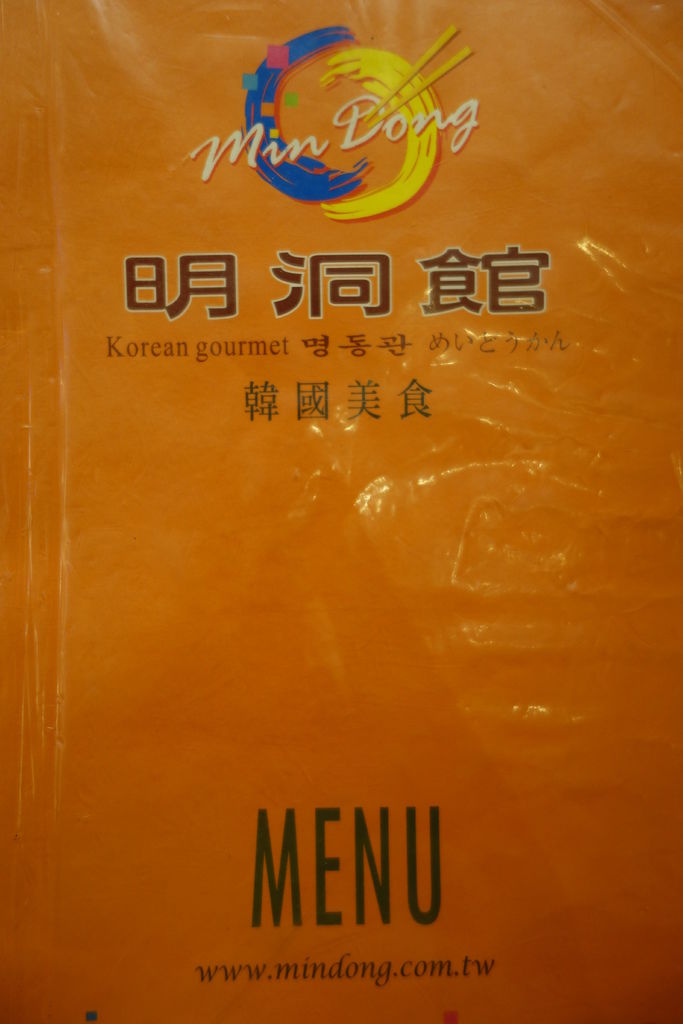 Min Dong
明洞館
Korean gourmet 명동관 めいどうかん
韓國美食
MENU
www.mindong.com.tw